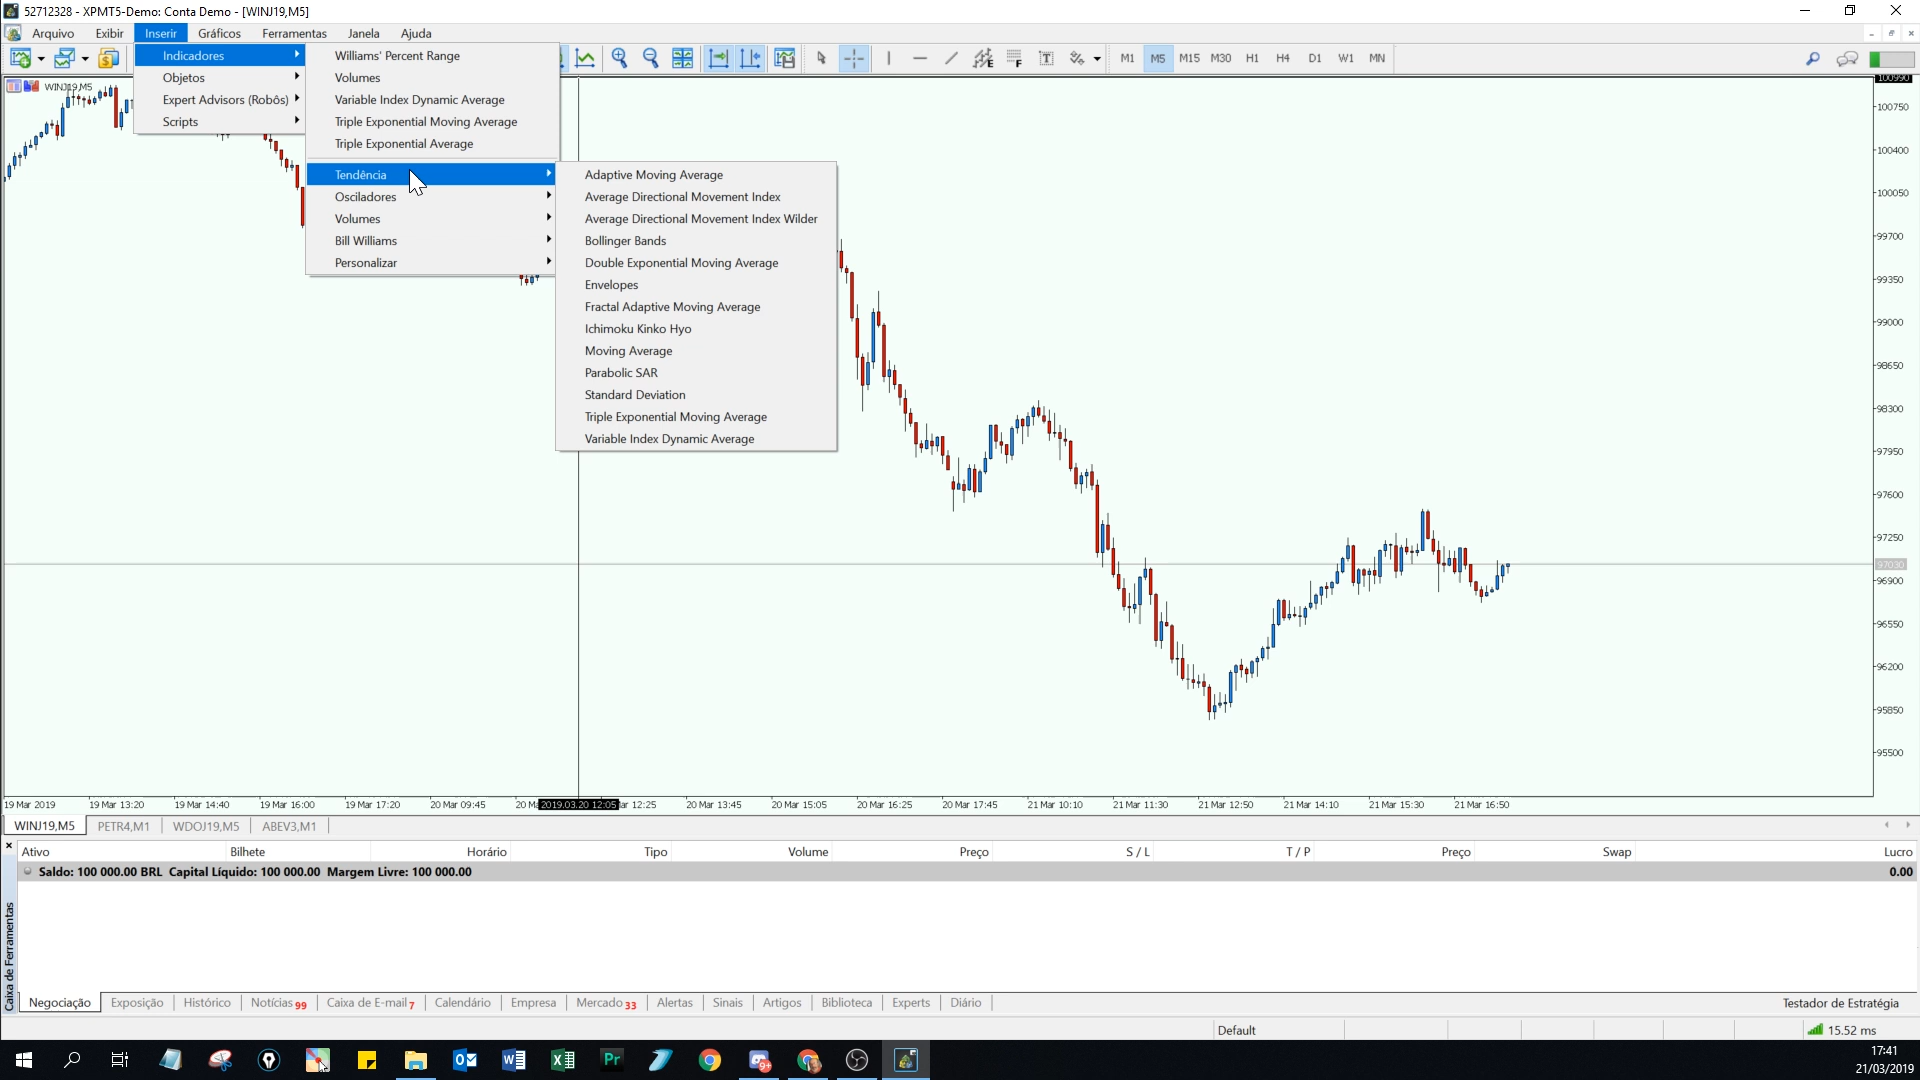 52712328 - XPMT5-Demo: Conta Demo - [WINJ19,M5]
Arquivo Exibir Inserir Gráficos Ferramentas Janela Ajuda
M1 M5 M15 M30 H1 H4 D1 W1 MN
WINJ19,M5
Indicadores
Objetos
Expert Advisors (Robôs)
Scripts
Williams' Percent Range
Volumes
Variable Index Dynamic Average
Triple Exponential Moving Average
Triple Exponential Average
Tendência
Osciladores
Volumes
Bill Williams
Personalizar
Adaptive Moving Average
Average Directional Movement Index
Average Directional Movement Index Wilder
Bollinger Bands
Double Exponential Moving Average
Envelopes
Fractal Adaptive Moving Average
Ichimoku Kinko Hyo
Moving Average
Parabolic SAR
Standard Deviation
Triple Exponential Moving Average
Variable Index Dynamic Average
100990
100750
100400
100050
99700
99350
99000
98650
98300
97950
97600
97250
97030
96900
96550
96200
95850
95500
19 Mar 2019 19 Mar 13:20 19 Mar 14:40 19 Mar 16:00 19 Mar 17:20 20 Mar 09:45 2019.03.20 12:05 12:25 20 Mar 13:45 20 Mar 15:05 20 Mar 16:25 20 Mar 17:45 21 Mar 10:10 21 Mar 11:30 21 Mar 12:50 21 Mar 14:10 21 Mar 15:30 21 Mar 16:50
WINJ19,M5 PETR4,M1 WDOJ19,M5 ABEV3,M1
Ativo Bilhete Horário Tipo Volume Preço S / L T / P Preço Swap Lucro
Saldo: 100 000.00 BRL Capital Líquido: 100 000.00 Margem Livre: 100 000.00 0.00
Caixa de Ferramentas
Negociação Exposição Histórico Notícias 99 Caixa de E-mail 7 Calendário Empresa Mercado 33 Alertas Sinais Artigos Biblioteca Experts Diário Testador de Estratégia
Default 15.52 ms
17:41
21/03/2019